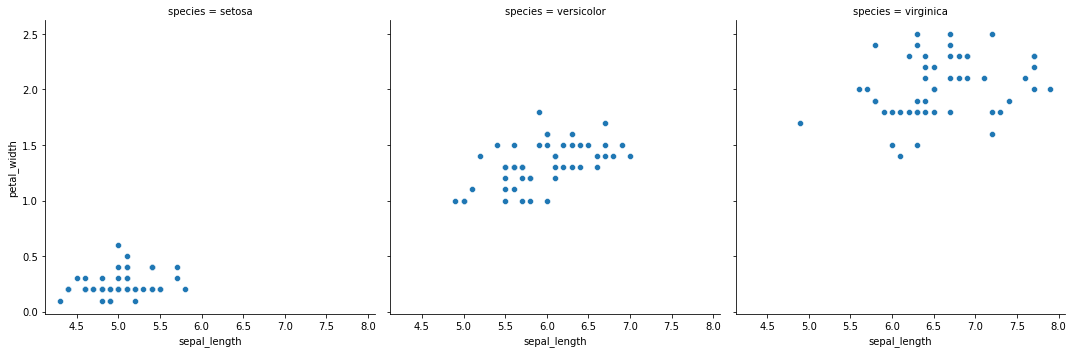 species = setosa
species = versicolor
species = virginica
petal_width
2.5
2.0
1.5
1.0
0.5
0.0
4.5 5.0 5.5 6.0 6.5 7.0 7.5 8.0
4.5 5.0 5.5 6.0 6.5 7.0 7.5 8.0
4.5 5.0 5.5 6.0 6.5 7.0 7.5 8.0
sepal_length
sepal_length
sepal_length